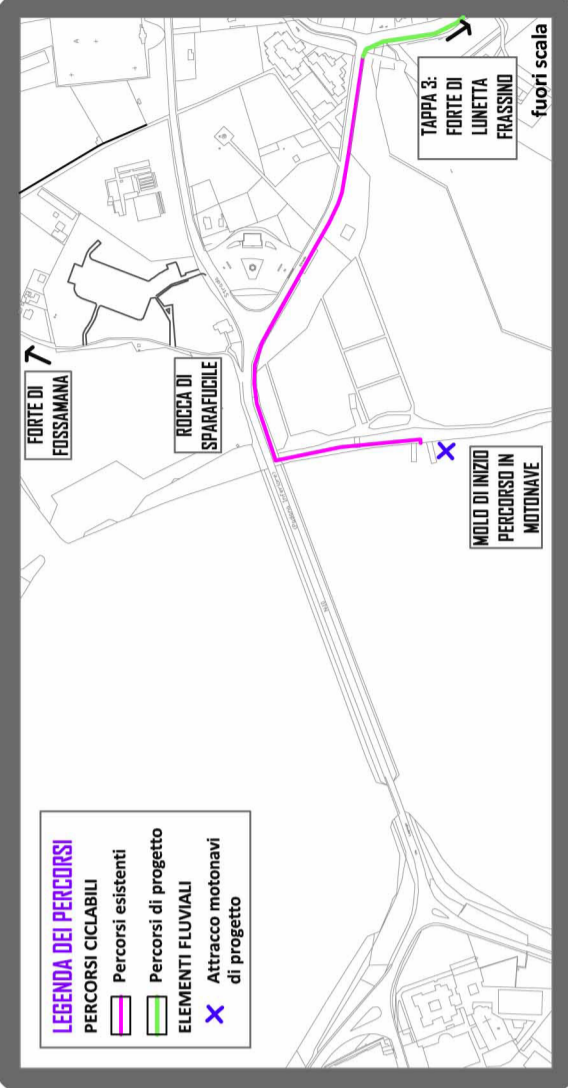 LEGENDA DEI PERCORSI
PERCORSI CICLABILI
Percorsi esistenti
Percorsi di progetto
ELEMENTI FLUVIALI
Attracco motonavi
di progetto
FORTE DI
FOSSAMANA
ROCCA DI
SPARAFUCILE
MOLO DI INIZIO
PERCORSO IN
MOTONAVE
TAPPA 3:
FORTE DI
LUNETTA
FRASSINO
fuori scala